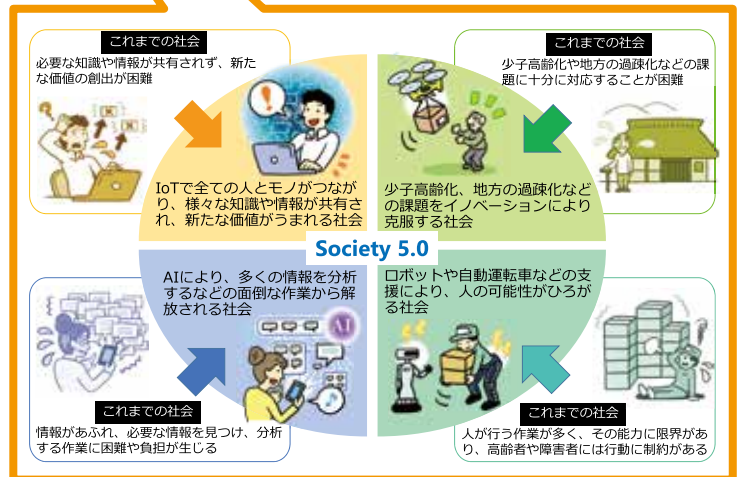 これまでの社会
必要な知識や情報が共有されず、新た
な価値の創出が困難
これまでの社会
少子高齢化や地方の過疎化などの課
題に十分に対応することが困難
IoTで全ての人とモノがつなが
り、様々な知識や情報が共有さ
れ、新たな価値がうまれる社会
少子高齢化、地方の過疎化など
の課題をイノベーションにより
克服する社会
Society 5.0
AIにより、多くの情報を分析
するなどの面倒な作業から解
放される社会
ロボットや自動運転車などの支
援により、人の可能性がひろが
る社会
AI
これまでの社会
情報があふれ、必要な情報を見つけ、分析
する作業に困難や負担が生じる
これまでの社会
人が行う作業が多く、その能力に限界があ
り、高齢者や障害者には行動に制約がある